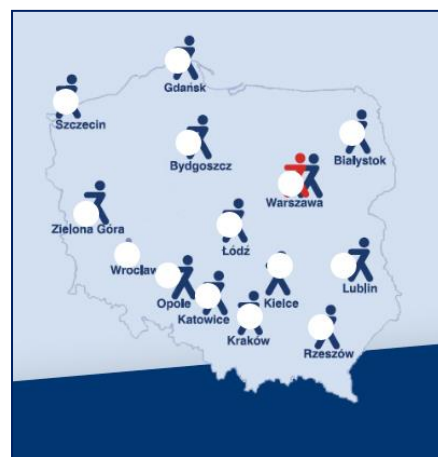 Gdańsk
Szczecin
Bydgoszcz
Białystok
Warszawa
Zielona Góra
Łódź
Wrocław
Opole
Katowice
Kielce
Lublin
Kraków
Rzeszów